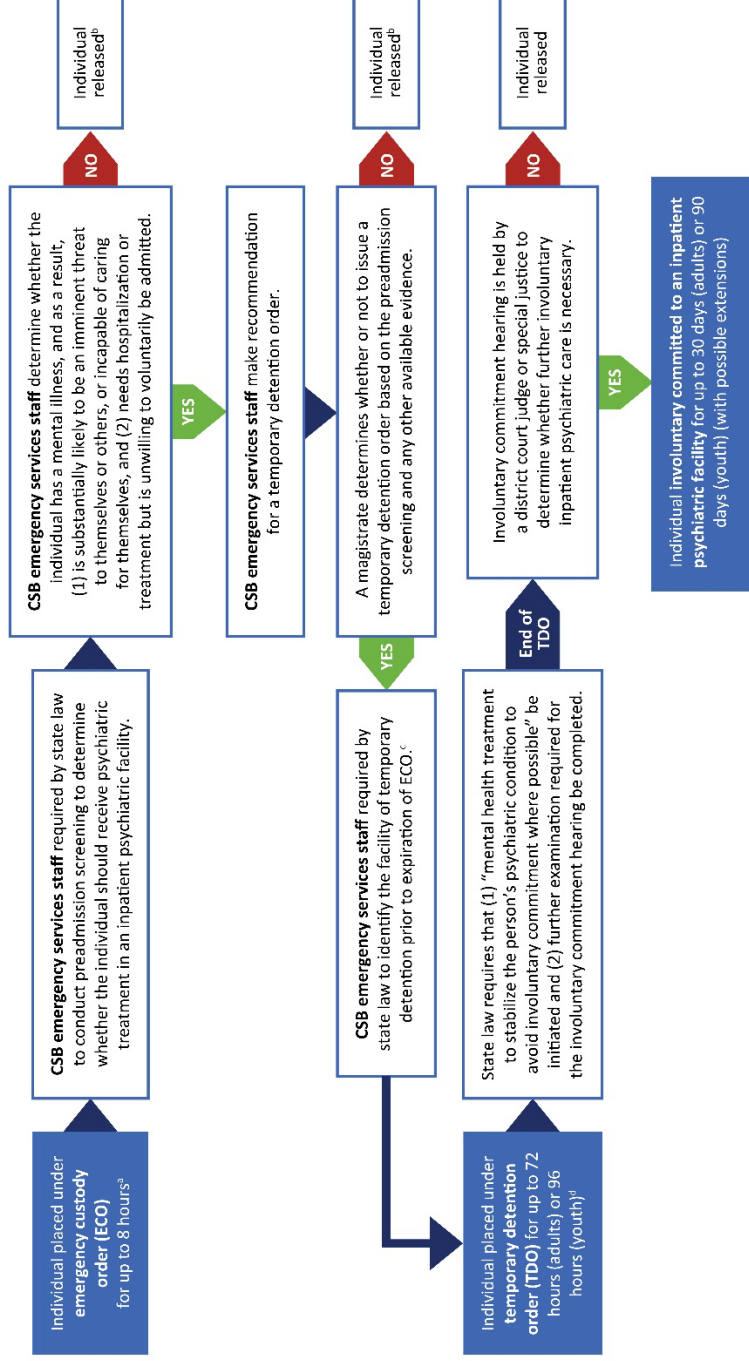 Individual placed under
emergency custody
order (ECO)
for up to 8 hoursᵃ
CSB emergency services staff required by state law
to conduct preadmission screening to determine
whether the individual should receive psychiatric
treatment in an inpatient psychiatric facility.
CSB emergency services staff determine whether the
individual has a mental illness, and as a result,
(1) is substantially likely to be an imminent threat
to themselves or others, or incapable of caring
for themselves, and (2) needs hospitalization or
treatment but is unwilling to voluntarily be admitted.
NO
Individual
releasedᵇ
YES
CSB emergency services staff make recommendation
for a temporary detention order.
A magistrate determines whether or not to issue a
temporary detention order based on the preadmission
screening and any other available evidence.
NO
Individual
releasedᵇ
YES
CSB emergency services staff required by
state law to identify the facility of temporary
detention prior to expiration of ECO.ᶜ
Individual placed under
temporary detention
order (TDO) for up to 72
hours (adults) or 96
hours (youth)ᵈ
State law requires that (1) “mental health treatment
to stabilize the person’s psychiatric condition to
avoid involuntary commitment where possible” be
initiated and (2) further examination required for
the involuntary commitment hearing be completed.
End of
TDO
Involuntary commitment hearing is held by
a district court judge or special justice to
determine whether further involuntary
inpatient psychiatric care is necessary.
NO
Individual
released
YES
Individual involuntary committed to an inpatient
psychiatric facility for up to 30 days (adults) or 90
days (youth) (with possible extensions)